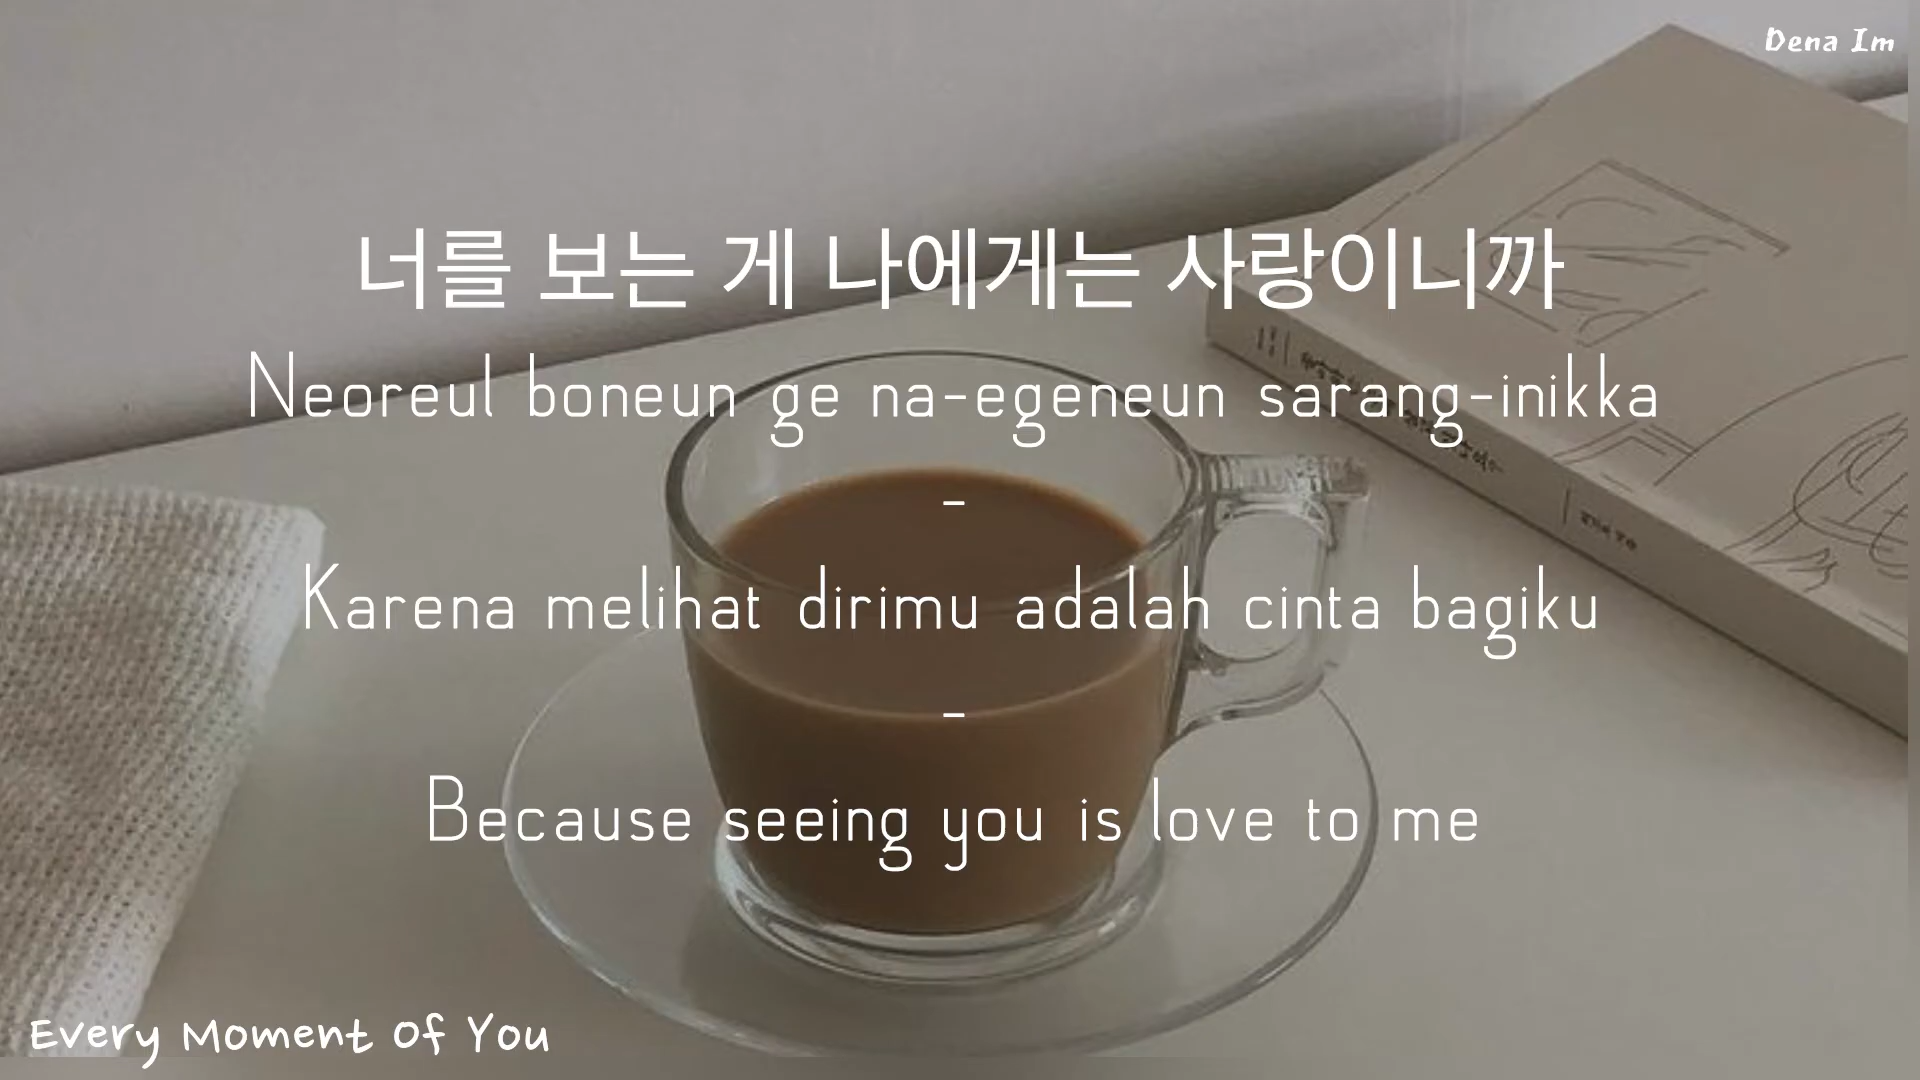 Dena Im
너를 보는 게 나에게는 사랑이니까
Neoreul boneun ge na-egeneun sarang-inikka
-
Karena melihat dirimu adalah cinta bagiku
-
Because seeing you is love to me
Every Moment Of You